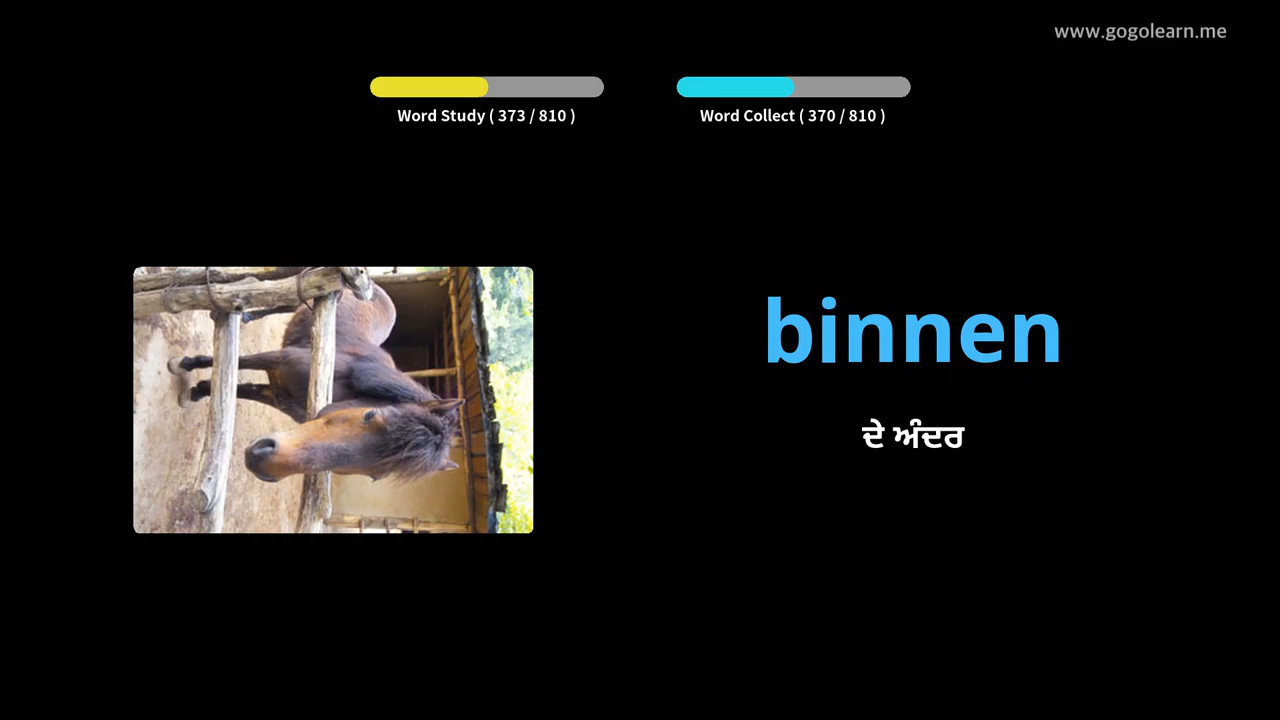 www.gogolearn.me
Word Study ( 373 / 810 )
Word Collect ( 370 / 810 )
binnen
ਦੇ ਅੰਦਰ